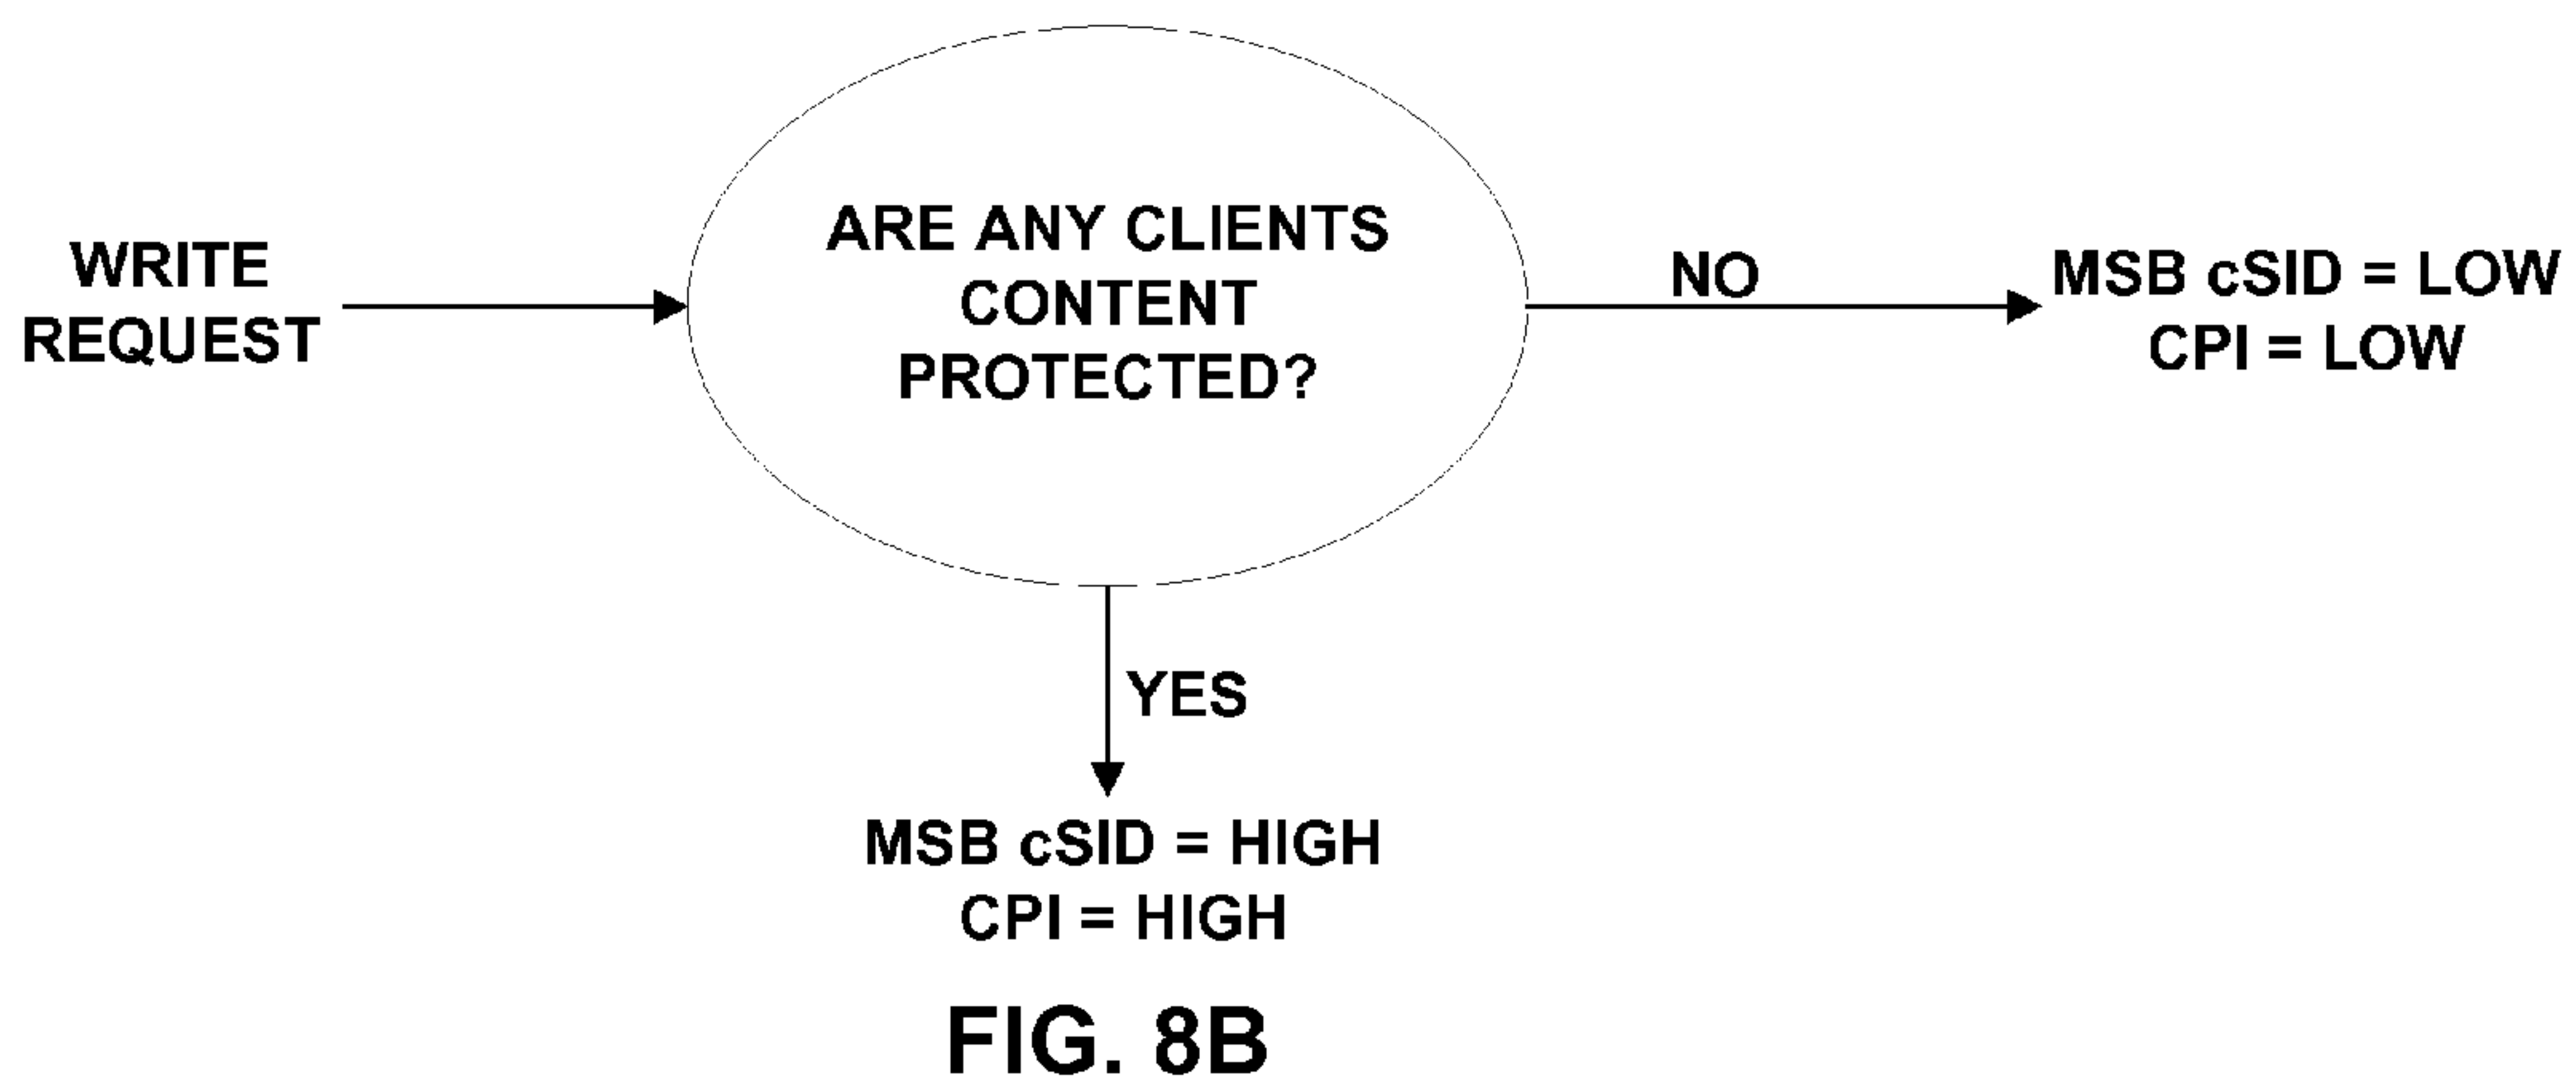 WRITE
REQUEST
ARE ANY CLIENTS
CONTENT
PROTECTED?
NO
MSB cSID = LOW
CPI = LOW
YES
MSB cSID = HIGH
CPI = HIGH
FIG. 8B